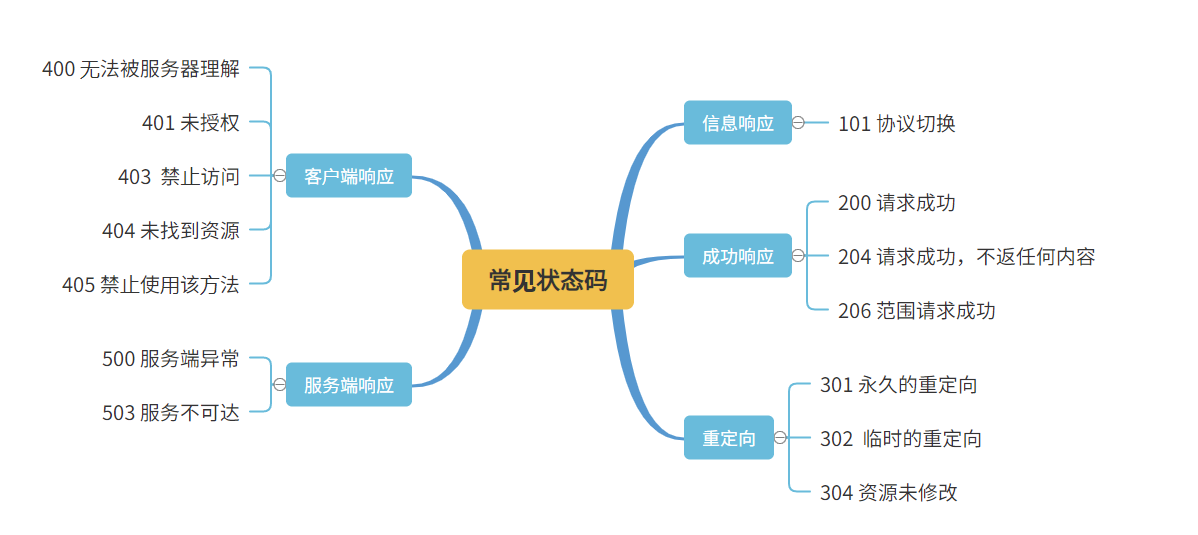 常见状态码
信息响应
101 协议切换
成功响应
200 请求成功
204 请求成功，不返任何内容
206 范围请求成功
重定向
301 永久的重定向
302 临时的重定向
304 资源未修改
客户端响应
400 无法被服务器理解
401 未授权
403 禁止访问
404 未找到资源
405 禁止使用该方法
服务端响应
500 服务端异常
503 服务不可达